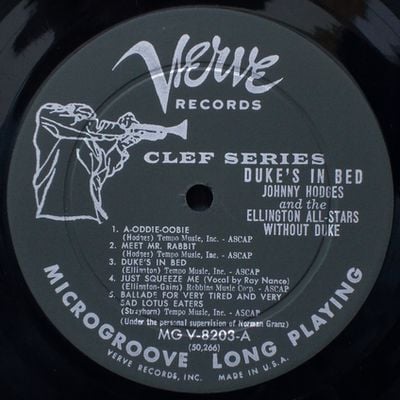 Verve
RECORDS
CLEF SERIES
DUKE'S IN BED
JOHNNY HODGES
and the
ELLINGTON ALL-STARS
WITHOUT DUKE
1. A-ODDIE-OOBIE
(Hodges) Tempo Music, Inc. - ASCAP
2. MEET MR. RABBIT
(Hodges) Tempo Music, Inc. - ASCAP
3. DUKE'S IN BED
(Ellington) Tempo Music, Inc. - ASCAP
4. JUST SQUEEZE ME (Vocal by Ray Nance)
(Ellington-Gains) Robbins Music Corp. - ASCAP
5. BALLADE FOR VERY TIRED AND VERY
SAD LOTUS EATERS
(Strayhorn) Tempo Music, Inc. - ASCAP
(Under the personal supervision of Norman Granz)
MG V-8203-A
(50,266)
MICROGROOVE LONG PLAYING
VERVE RECORDS, INC. MADE IN U.S.A.